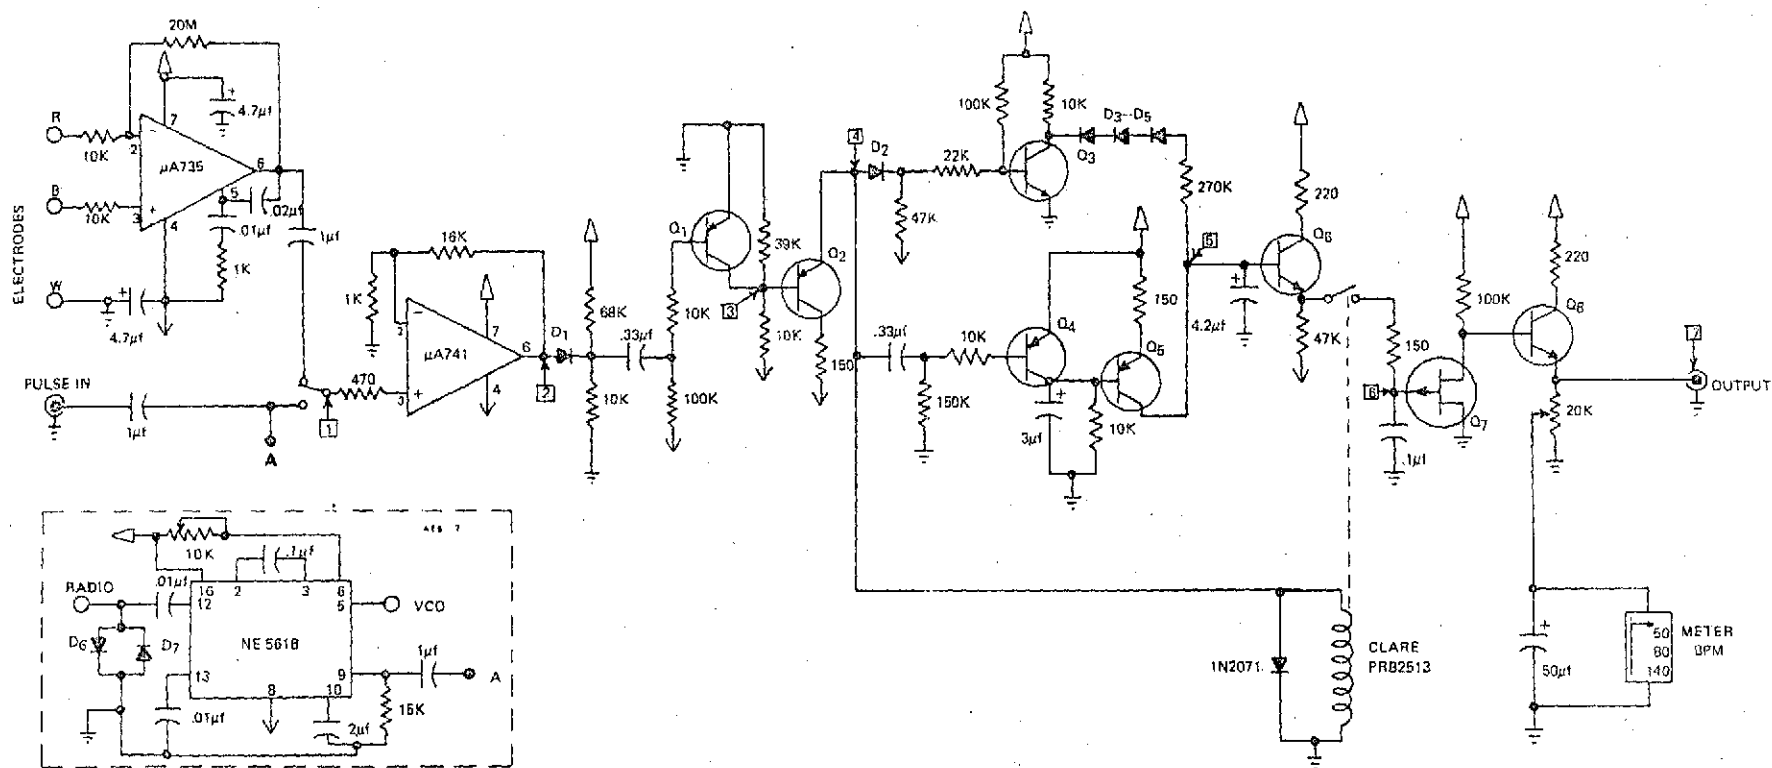 20M
R
10K
2
7
4.7µf
µA735
6
5
B
10K
3
4
.02µf
.01µf
1K
1µf
ELECTRODES
W
4.7µf
PULSE IN
1µf
A
1
470
16K
1K
2
7
µA741
6
3
4
D1
2
68K
10K
.33µf
Q1
10K
100K
39K
3
10K
Q2
150
4
D2
47K
22K
100K
10K
D3--D5
Q3
270K
.33µf
150K
10K
Q4
3µf
10K
150
Q5
5
4.2µf
220
Q6
47K
150
6
.1µf
Q7
100K
220
Q8
7
OUTPUT
20K
1N2071
CLARE
PRB2513
50µf
50
80
140
METER
BPM
10K
.1µf
RADIO
.01µf
16
12
2
3
6
5
VCO
D6
D7
NE 561B
13
8
10
9
1µf
A
.01µf
2µf
15K